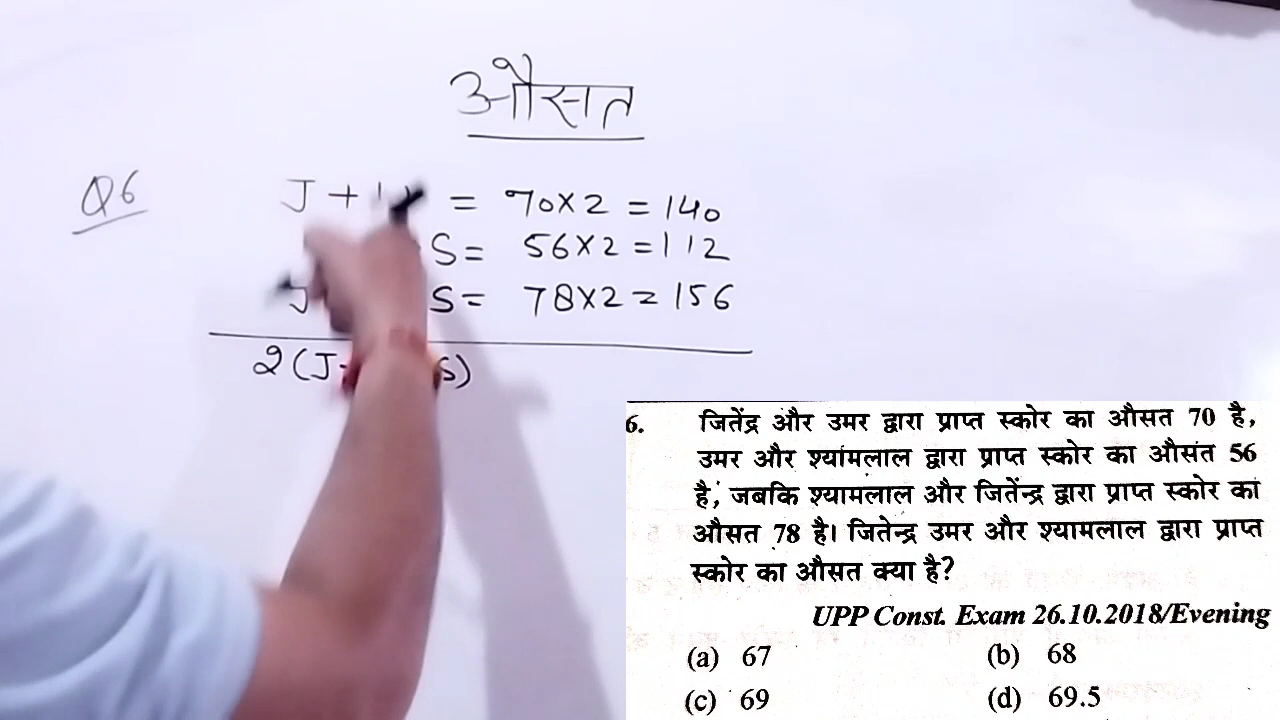 औसत
Q6
J + = 70×2 = 140
S = 56×2 = 112
J S = 78×2 = 156
2(J+ S)
6. जितेंद्र और उमर द्वारा प्राप्त स्कोर का औसत 70 है,
उमर और श्यामलाल द्वारा प्राप्त स्कोर का औसत 56
है, जबकि श्यामलाल और जितेंन्द्र द्वारा प्राप्त स्कोर का
औसत 78 है। जितेन्द्र उमर और श्यामलाल द्वारा प्राप्त
स्कोर का औसत क्या है?
UPP Const. Exam 26.10.2018/Evening
(a) 67 (b) 68
(c) 69 (d) 69.5